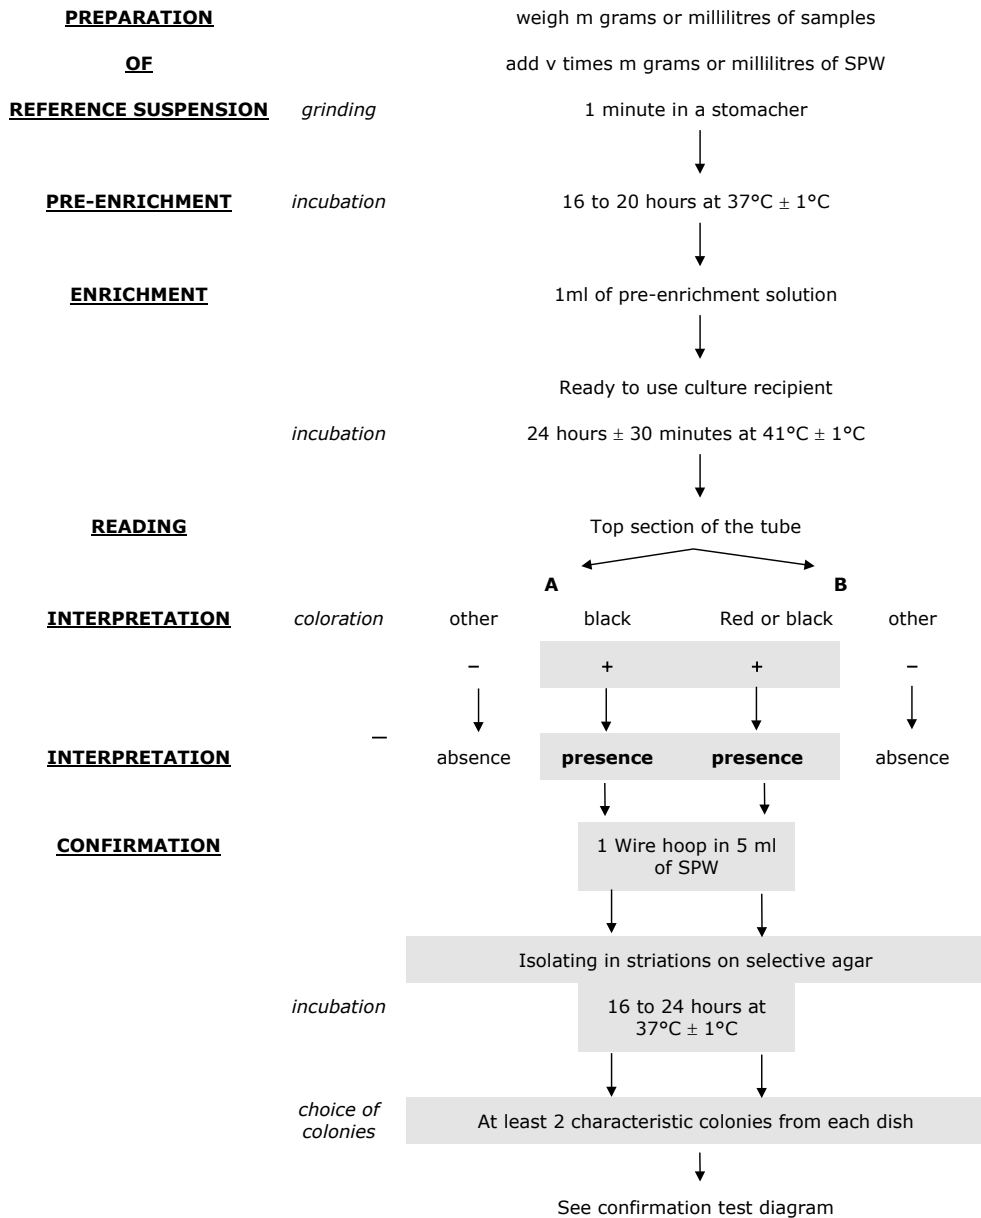 PREPARATION weigh m grams or millilitres of samples
OF add v times m grams or millilitres of SPW
REFERENCE SUSPENSION grinding 1 minute in a stomacher
PRE-ENRICHMENT incubation 16 to 20 hours at 37°C ± 1°C
ENRICHMENT 1ml of pre-enrichment solution
Ready to use culture recipient
incubation 24 hours ± 30 minutes at 41°C ± 1°C
READING Top section of the tube
A B
INTERPRETATION coloration other black Red or black other
– + + –
–
INTERPRETATION absence presence presence absence
CONFIRMATION 1 Wire hoop in 5 ml
of SPW
Isolating in striations on selective agar
incubation 16 to 24 hours at
37°C ± 1°C
choice of
colonies At least 2 characteristic colonies from each dish
See confirmation test diagram